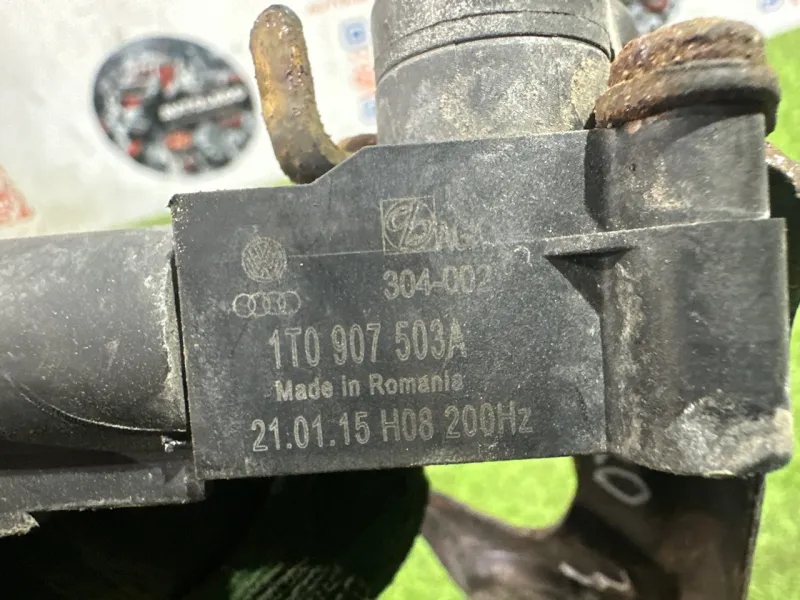 304-002
1T0 907 503A
Made in Romania
21.01.15 H08 200Hz